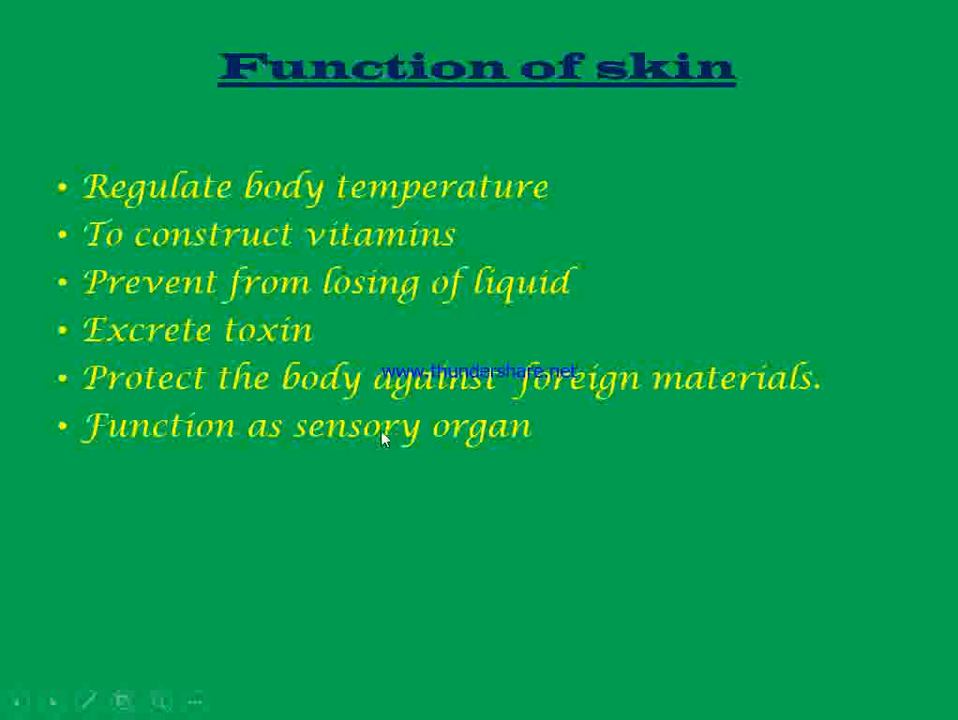 Function of skin
• Regulate body temperature
• To construct vitamins
• Prevent from losing of liquid
• Excrete toxin
• Protect the body against foreign materials.
www.thundershare.net
• Function as sensory organ